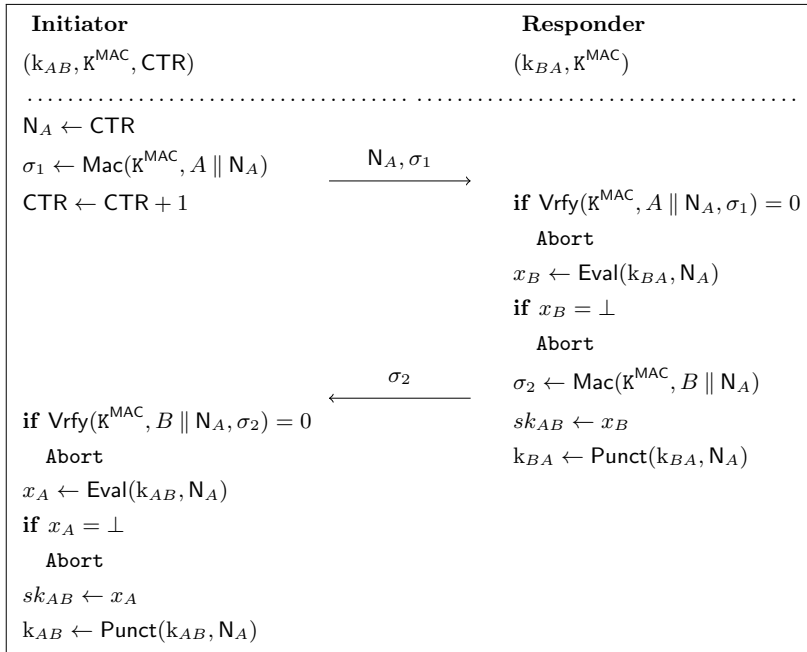 Initiator Responder
(k_{AB}, K^{MAC}, CTR) (k_{BA}, K^{MAC})
N_A ← CTR
σ_1 ← Mac(K^{MAC}, A ∥ N_A) N_A, σ_1
CTR ← CTR + 1 if Vrfy(K^{MAC}, A ∥ N_A, σ_1) = 0
Abort
x_B ← Eval(k_{BA}, N_A)
if x_B = ⊥
Abort
σ_2 σ_2 ← Mac(K^{MAC}, B ∥ N_A)
if Vrfy(K^{MAC}, B ∥ N_A, σ_2) = 0 sk_{AB} ← x_B
Abort k_{BA} ← Punct(k_{BA}, N_A)
x_A ← Eval(k_{AB}, N_A)
if x_A = ⊥
Abort
sk_{AB} ← x_A
k_{AB} ← Punct(k_{AB}, N_A)